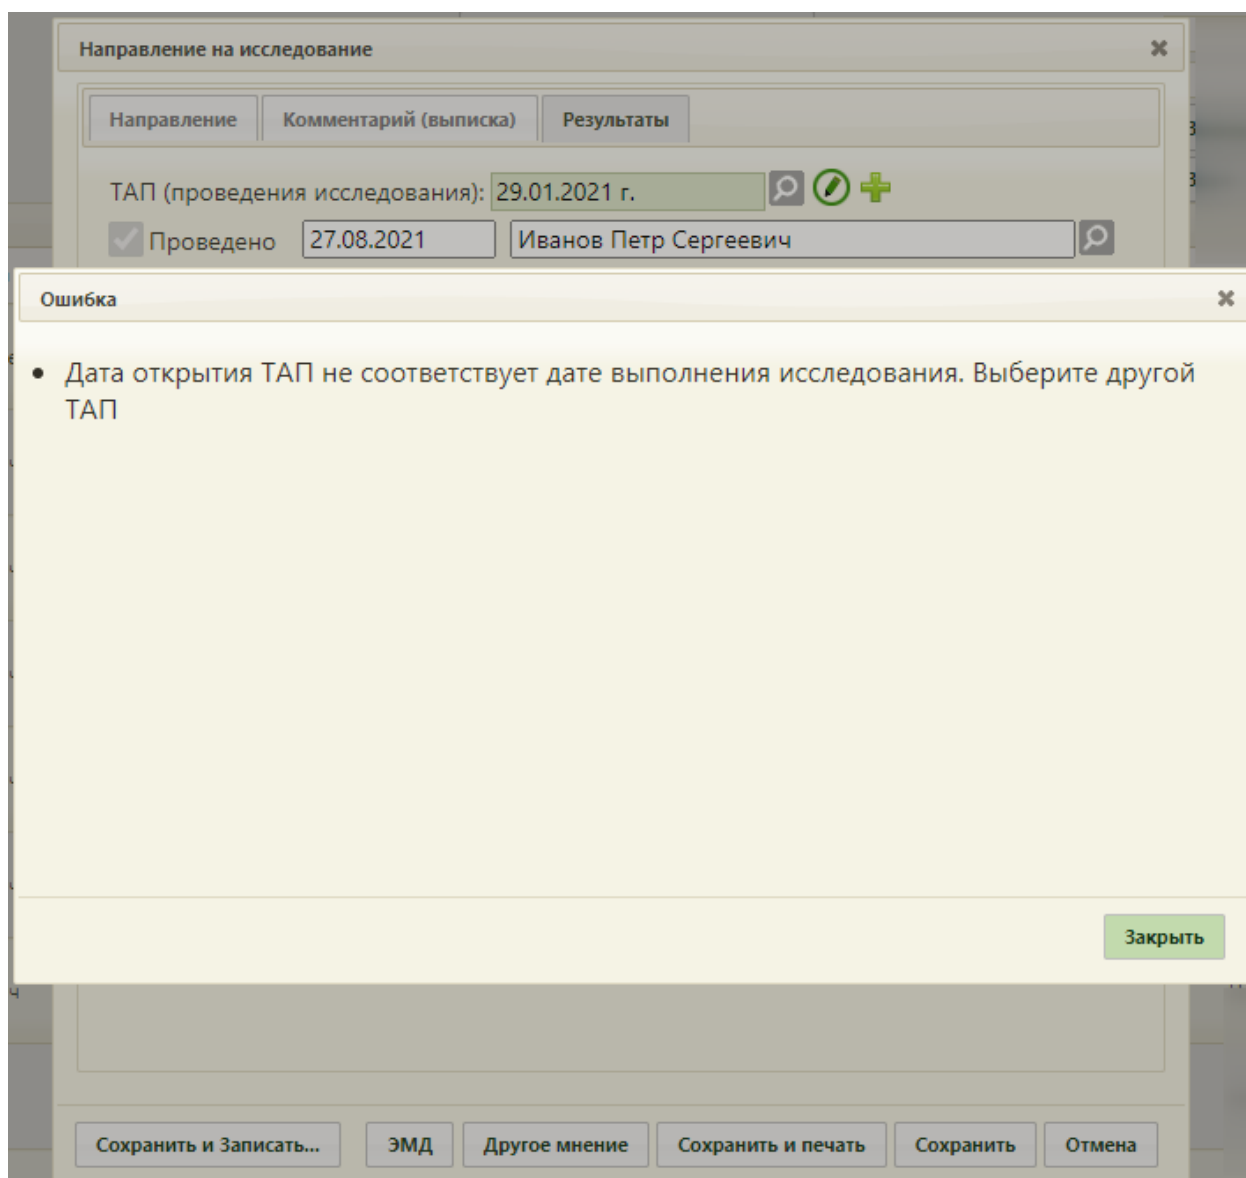 Направление на исследование
Направление Комментарий (выписка) Результаты
ТАП (проведения исследования): 29.01.2021 г.
Проведено 27.08.2021 Иванов Петр Сергеевич
Ошибка
Дата открытия ТАП не соответствует дате выполнения исследования. Выберите другой
ТАП
Закрыть
Сохранить и Записать... ЭМД Другое мнение Сохранить и печать Сохранить Отмена